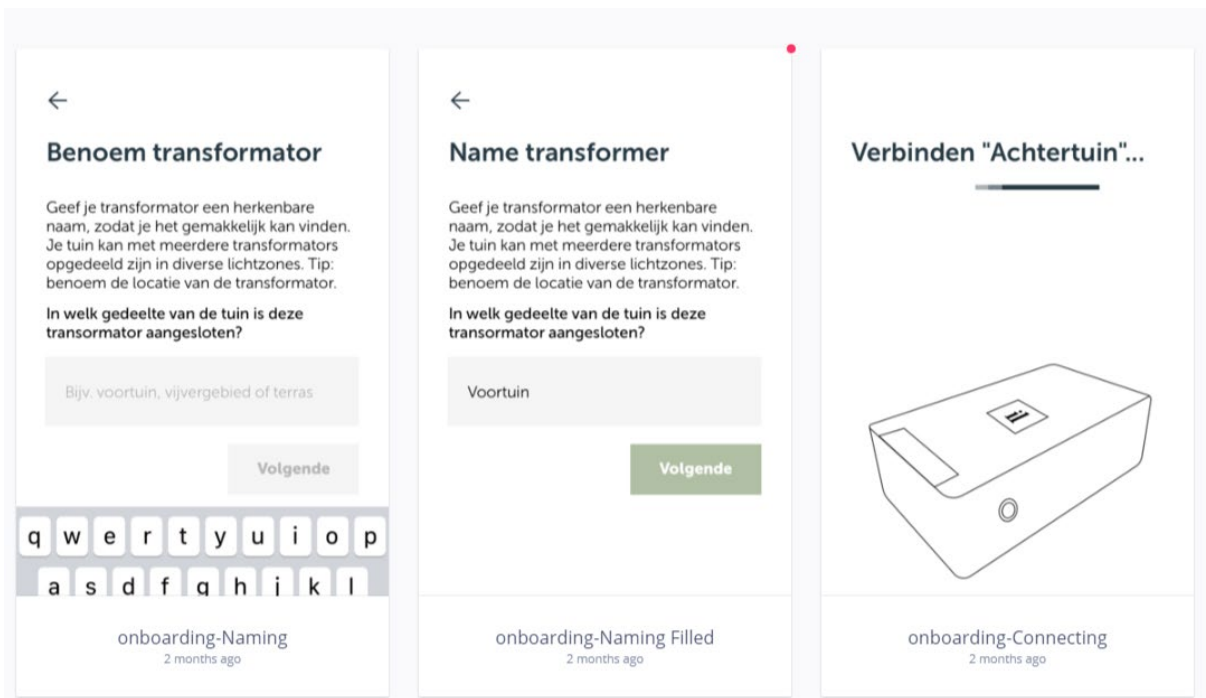 Benoem transformator
Geef je transformator een herkenbare
naam, zodat je het gemakkelijk kan vinden.
Je tuin kan met meerdere transformators
opgedeeld zijn in diverse lichtzones. Tip:
benoem de locatie van de transformator.
In welk gedeelte van de tuin is deze
transormator aangesloten?
Bijv. voortuin, vijvergebied of terras
Volgende
q w e r t y u i o p
a s d f g h j k l
onboarding-Naming
2 months ago
Name transformer
Geef je transformator een herkenbare
naam, zodat je het gemakkelijk kan vinden.
Je tuin kan met meerdere transformators
opgedeeld zijn in diverse lichtzones. Tip:
benoem de locatie van de transformator.
In welk gedeelte van de tuin is deze
transormator aangesloten?
Voortuin
Volgende
onboarding-Naming Filled
2 months ago
Verbinden "Achtertuin"...
onboarding-Connecting
2 months ago